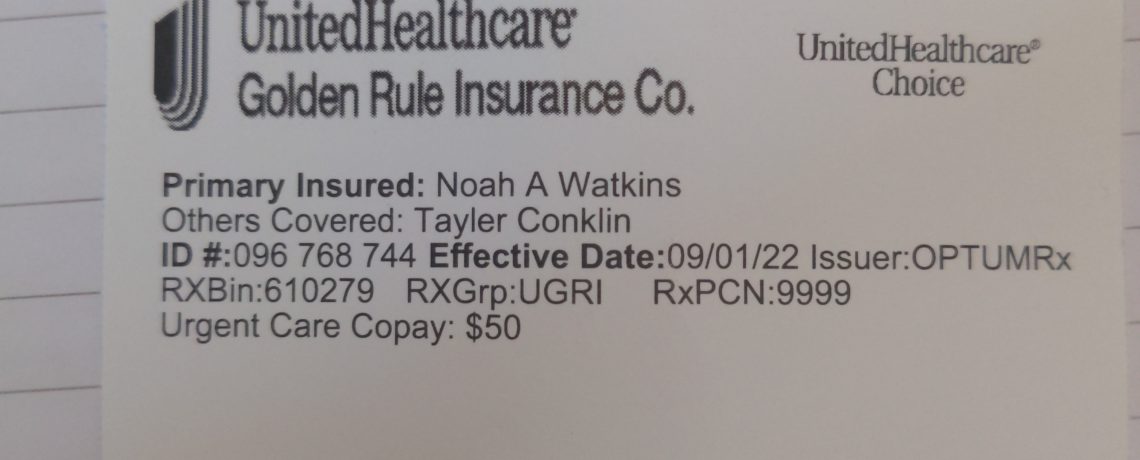 UnitedHealthcare®
Golden Rule Insurance Co.
UnitedHealthcare®
Choice
Primary Insured: Noah A Watkins
Others Covered: Tayler Conklin
ID #:096 768 744 Effective Date:09/01/22 Issuer:OPTUMRx
RXBin:610279 RXGrp:UGRI RxPCN:9999
Urgent Care Copay: $50